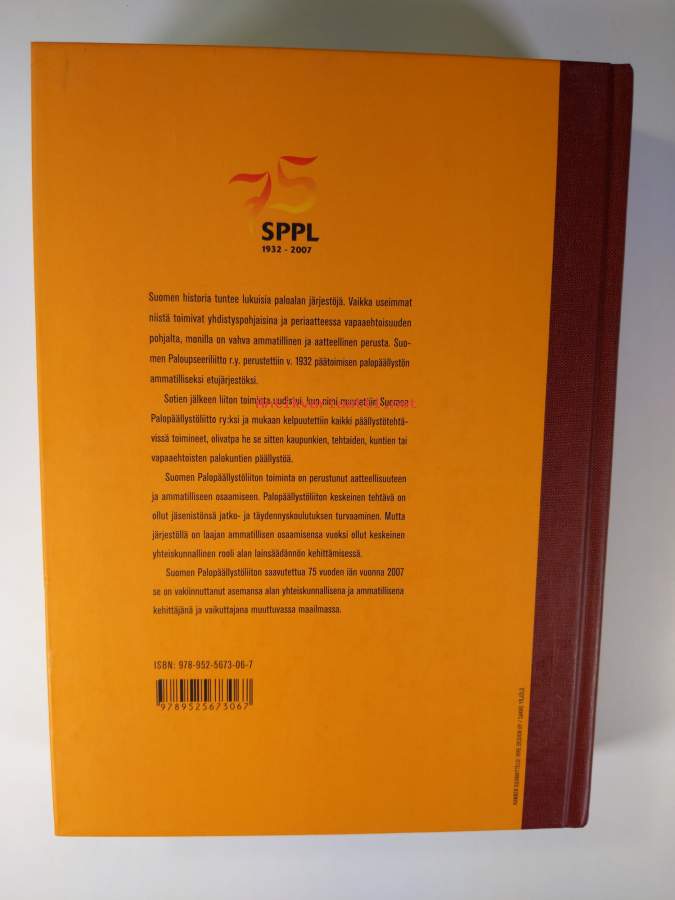 75
SPPL
1932 - 2007
Suomen historia tuntee lukuisia paloalan järjestöjä. Vaikka useimmat
niistä toimivat yhdistyspohjaisina ja periaatteessa vapaaehtoisuuden
pohjalta, monilla on vahva ammatillinen ja aatteellinen perusta. Suo-
men Paloupseeriliitto r.y. perustettiin v. 1932 päätoimisen palopäällystön
ammatilliseksi etujärjestöksi.
Sotien jälkeen liiton toiminta uudistui, kun nimi muutettiin Suomen
Palopäällystöliitto ry:ksi ja mukaan kelpuutettiin kaikki päällystötehtä-
vissä toimineet, olivatpa he se sitten kaupunkien, tehtaiden, kuntien tai
vapaaehtoisten palokuntien päällystöä.
Suomen Palopäällystöliiton toiminta on perustunut aatteellisuuteen
ja ammatilliseen osaamiseen. Palopäällystöliiton keskeinen tehtävä on
ollut jäsenistönsä jatko- ja täydennyskoulutuksen turvaaminen. Mutta
järjestöllä on laajan ammatillisen osaamisensa vuoksi ollut keskeinen
yhteiskunnallinen rooli alan lainsäädännön kehittämisessä.
Suomen Palopäällystöliiton saavutettua 75 vuoden iän vuonna 2007
se on vakiinnuttanut asemansa alan yhteiskunnallisena ja ammatillisena
kehittäjänä ja vaikuttajana muuttuvassa maailmassa.
ISBN: 978-952-5673-06-7
9789525673067